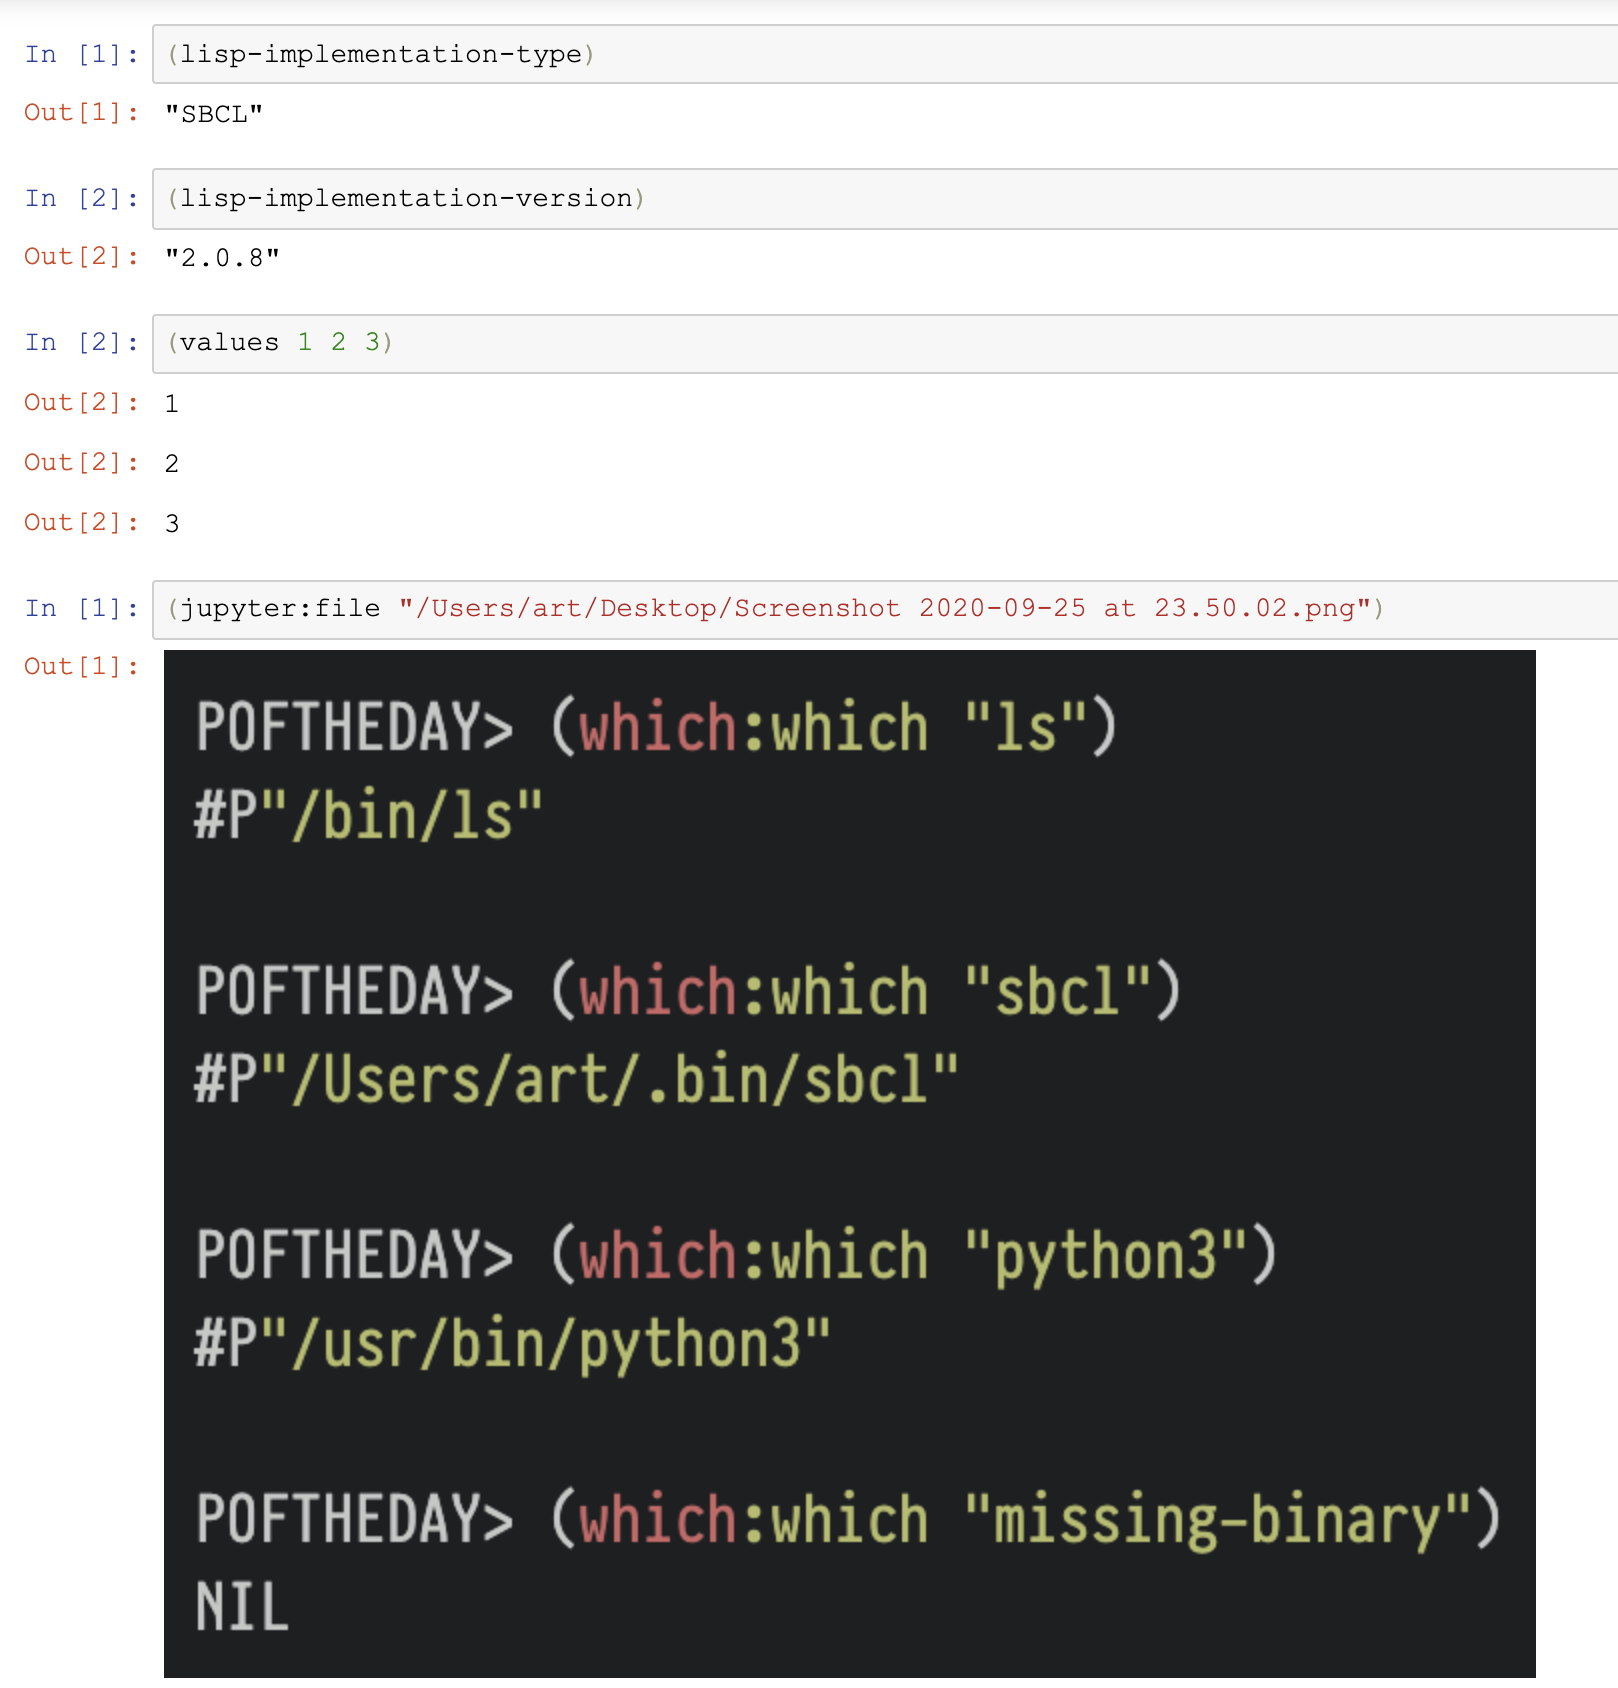 In [1]: (lisp-implementation-type)
Out[1]: "SBCL"
In [2]: (lisp-implementation-version)
Out[2]: "2.0.8"
In [2]: (values 1 2 3)
Out[2]: 1
Out[2]: 2
Out[2]: 3
In [1]: (jupyter:file "/Users/art/Desktop/Screenshot 2020-09-25 at 23.50.02.png")
Out[1]:
POFTHEDAY> (which:which "ls")
#P"/bin/ls"
POFTHEDAY> (which:which "sbcl")
#P"/Users/art/.bin/sbcl"
POFTHEDAY> (which:which "python3")
#P"/usr/bin/python3"
POFTHEDAY> (which:which "missing-binary")
NIL